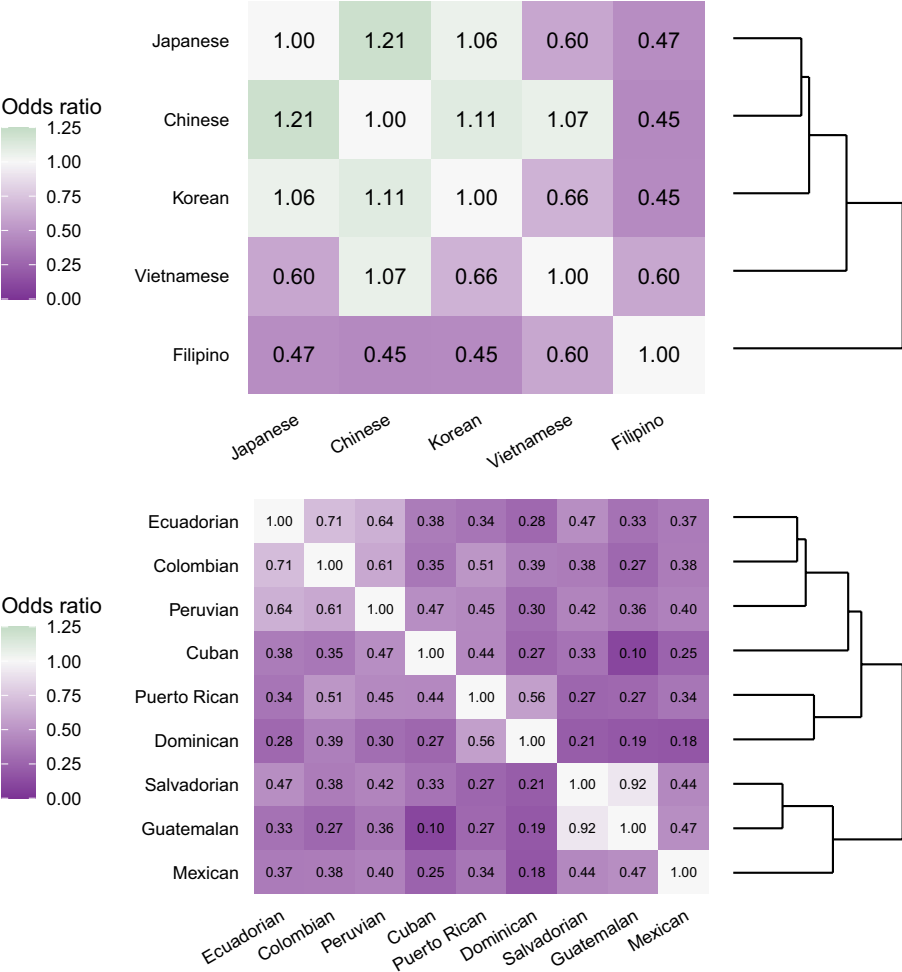 Japanese 1.00 1.21 1.06 0.60 0.47
Odds ratio
1.25
1.00
0.75
0.50
0.25
0.00
Chinese 1.21 1.00 1.11 1.07 0.45
Korean 1.06 1.11 1.00 0.66 0.45
Vietnamese 0.60 1.07 0.66 1.00 0.60
Filipino 0.47 0.45 0.45 0.60 1.00
Japanese Chinese Korean Vietnamese Filipino
Ecuadorian 1.00 0.71 0.64 0.38 0.34 0.28 0.47 0.33 0.37
Colombian 0.71 1.00 0.61 0.35 0.51 0.39 0.38 0.27 0.38
Odds ratio
1.25
1.00
0.75
0.50
0.25
0.00
Peruvian 0.64 0.61 1.00 0.47 0.45 0.30 0.42 0.36 0.40
Cuban 0.38 0.35 0.47 1.00 0.44 0.27 0.33 0.10 0.25
Puerto Rican 0.34 0.51 0.45 0.44 1.00 0.56 0.27 0.27 0.34
Dominican 0.28 0.39 0.30 0.27 0.56 1.00 0.21 0.19 0.18
Salvadorian 0.47 0.38 0.42 0.33 0.27 0.21 1.00 0.92 0.44
Guatemalan 0.33 0.27 0.36 0.10 0.27 0.19 0.92 1.00 0.47
Mexican 0.37 0.38 0.40 0.25 0.34 0.18 0.44 0.47 1.00
Ecuadorian Colombian Peruvian Cuban Puerto Rican Dominican Salvadorian Guatemalan Mexican